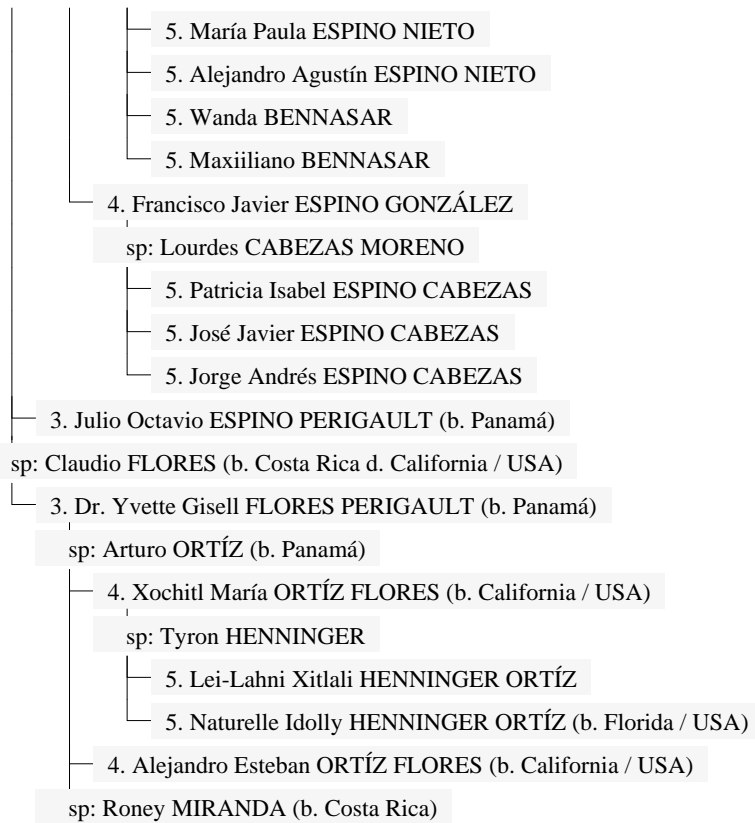 5. María Paula ESPINO NIETO
5. Alejandro Agustín ESPINO NIETO
5. Wanda BENNASAR
5. Maxiiliano BENNASAR
4. Francisco Javier ESPINO GONZÁLEZ
sp: Lourdes CABEZAS MORENO
5. Patricia Isabel ESPINO CABEZAS
5. José Javier ESPINO CABEZAS
5. Jorge Andrés ESPINO CABEZAS
3. Julio Octavio ESPINO PERIGAULT (b. Panamá)
sp: Claudio FLORES (b. Costa Rica d. California / USA)
3. Dr. Yvette Gisell FLORES PERIGAULT (b. Panamá)
sp: Arturo ORTÍZ (b. Panamá)
4. Xochitl María ORTÍZ FLORES (b. California / USA)
sp: Tyron HENNINGER
5. Lei-Lahni Xitlali HENNINGER ORTÍZ
5. Naturelle Idolly HENNINGER ORTÍZ (b. Florida / USA)
4. Alejandro Esteban ORTÍZ FLORES (b. California / USA)
sp: Roney MIRANDA (b. Costa Rica)